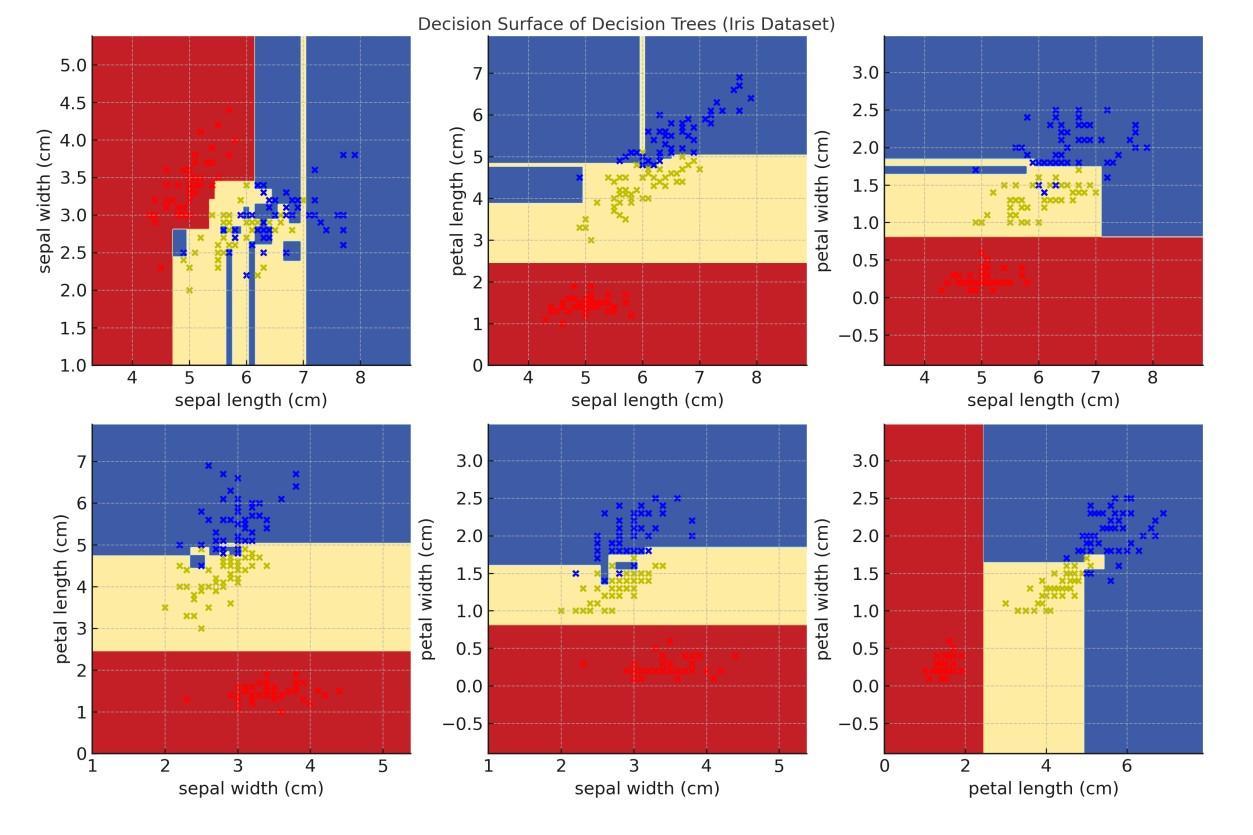 Decision Surface of Decision Trees (Iris Dataset)
sepal width (cm)
5.0
4.5
4.0
3.5
3.0
2.5
2.0
1.5
1.0
4 5 6 7 8
sepal length (cm)
petal length (cm)
7
6
5
4
3
2
1
0
4 5 6 7 8
sepal length (cm)
petal width (cm)
3.0
2.5
2.0
1.5
1.0
0.5
0.0
−0.5
4 5 6 7 8
sepal length (cm)
petal length (cm)
7
6
5
4
3
2
1
0
1 2 3 4 5
sepal width (cm)
petal width (cm)
3.0
2.5
2.0
1.5
1.0
0.5
0.0
−0.5
1 2 3 4 5
sepal width (cm)
petal width (cm)
3.0
2.5
2.0
1.5
1.0
0.5
0.0
−0.5
0 2 4 6
petal length (cm)